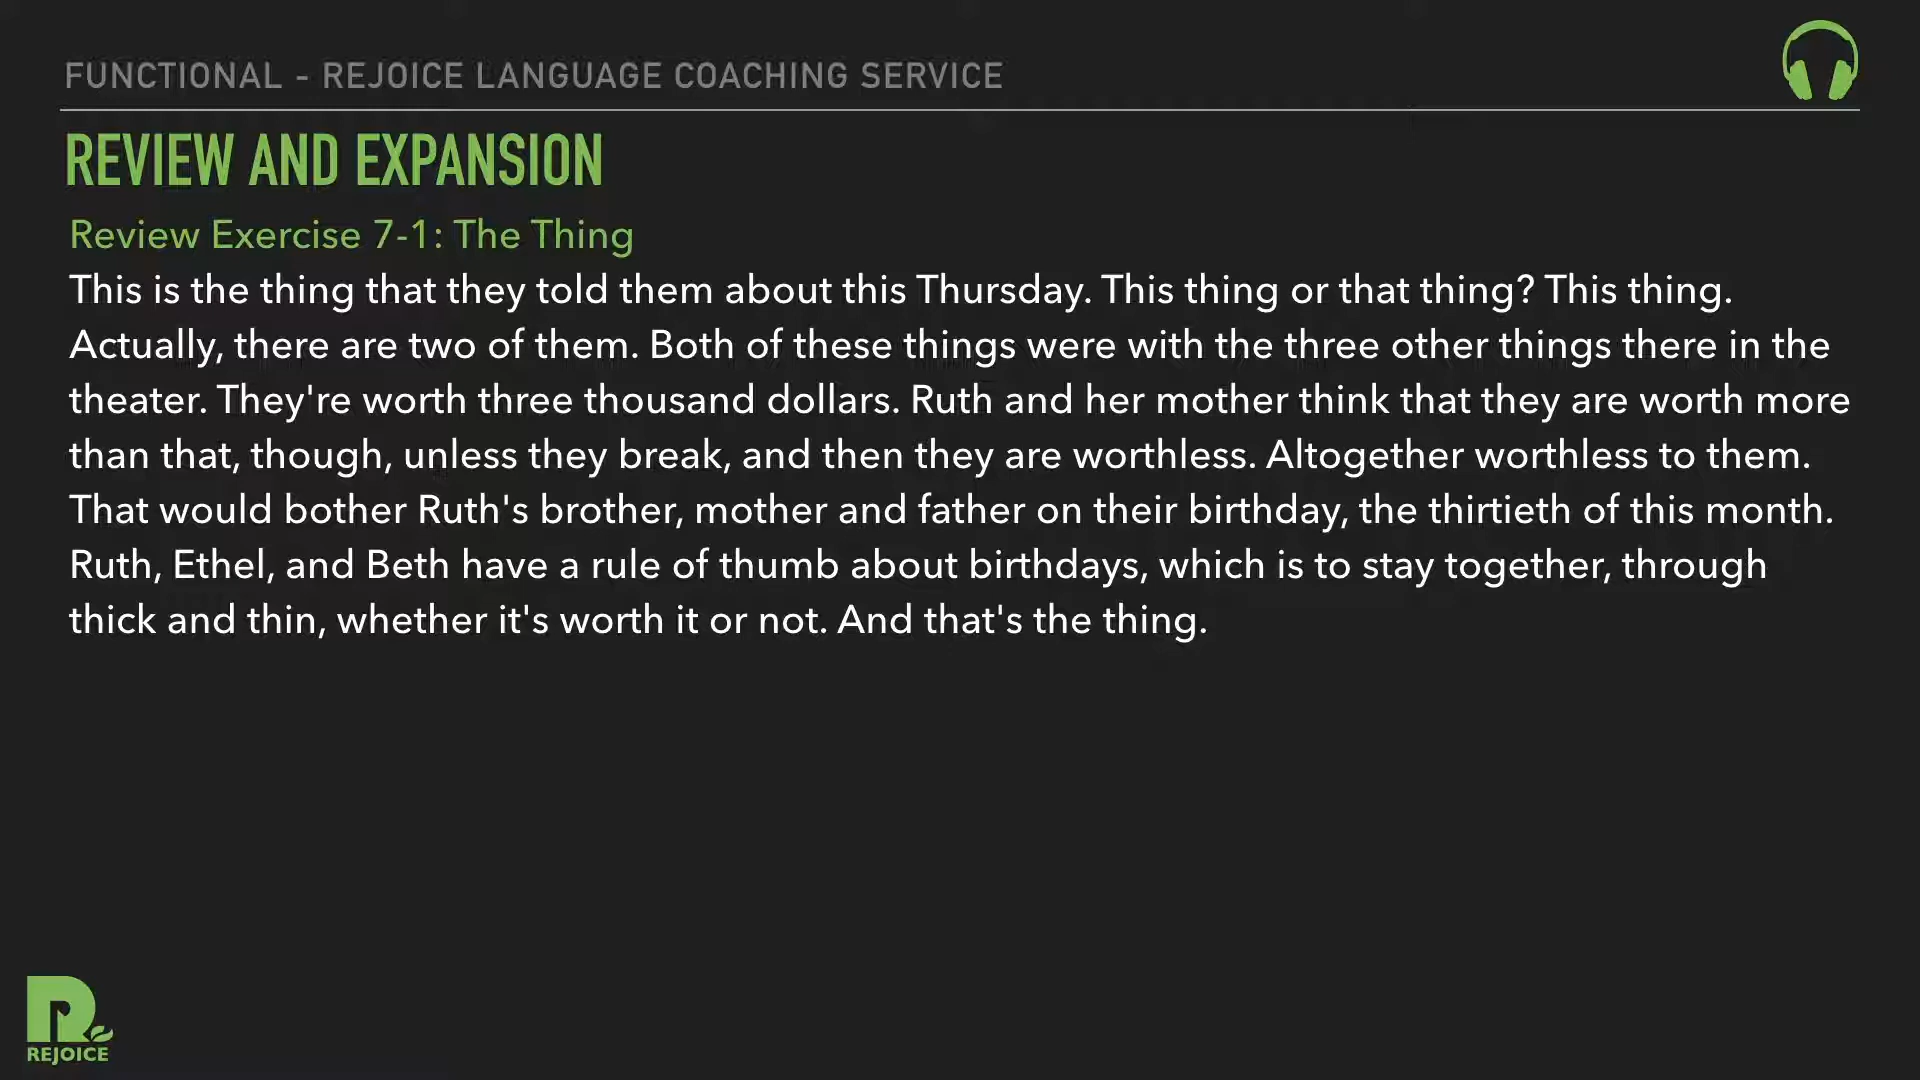 FUNCTIONAL - REJOICE LANGUAGE COACHING SERVICE
REVIEW AND EXPANSION
Review Exercise 7-1: The Thing
This is the thing that they told them about this Thursday. This thing or that thing? This thing.
Actually, there are two of them. Both of these things were with the three other things there in the
theater. They're worth three thousand dollars. Ruth and her mother think that they are worth more
than that, though, unless they break, and then they are worthless. Altogether worthless to them.
That would bother Ruth's brother, mother and father on their birthday, the thirtieth of this month.
Ruth, Ethel, and Beth have a rule of thumb about birthdays, which is to stay together, through
thick and thin, whether it's worth it or not. And that's the thing.
REJOICE